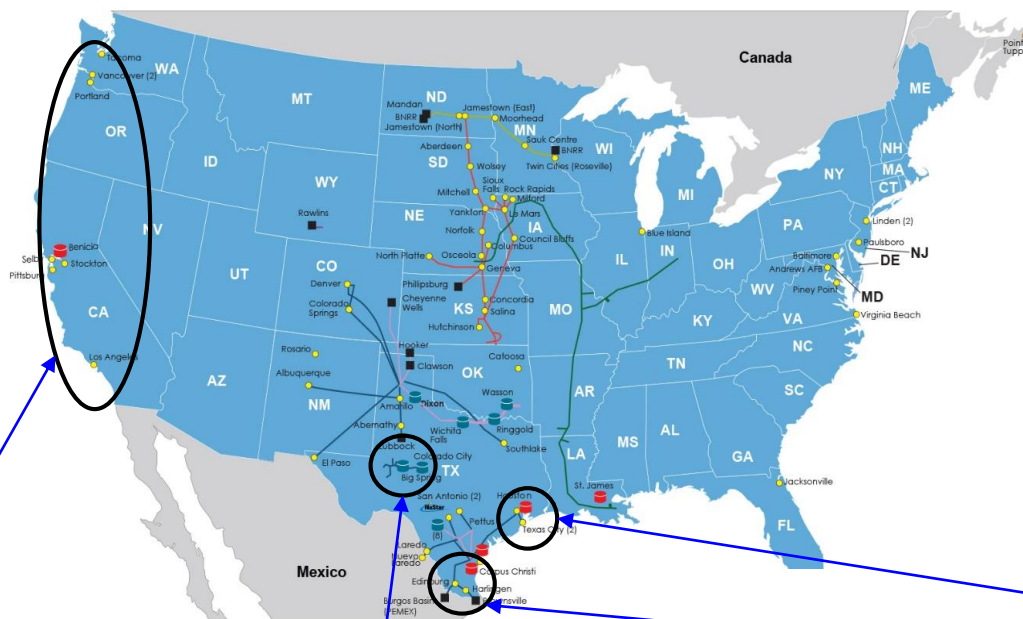 Canada
Point
Tupp
Tacoma
WA
Vancouver (2)
Portland
OR
MT
ID
WY
Rawlins
NV
UT
CO
CA
AZ
NM
Benicia
Selby
Stockton
Pittsburg
Los Angeles
ND
Mandan
BNRR
Jamestown (North)
Jamestown (East)
Moorhead
MN
Sauk Centre
BNRR
Twin Cities (Roseville)
Aberdeen
SD
Wolsey
Sioux
Falls
Rock Rapids
Milford
Mitchell
Yankton
Le Mars
NE
IA
Norfolk
Columbus
Council Bluffs
North Platte
Osceola
Geneva
Phillipsburg
Concordia
KS
Salina
Hutchinson
Denver
Colorado
Springs
Cheyenne
Wells
Hooker
Clawson
Rosario
Albuquerque
OK
Catoosa
Amarillo
Dixon
Wasson
Abernathy
Wichita
Falls
Ringgold
Lubbock
Southlake
El Paso
Colorado City
Big Spring
TX
San Antonio (2)
NuStar
Pettus
(8)
Houston
Texas City (2)
Laredo
Nuevo
Laredo
Corpus Christi
Edinburg
Harlingen
Burgos Basin
(PEMEX)
Brownsville
Mexico
WI
MI
Blue Island
IL
IN
OH
MO
KY
TN
AR
MS
AL
GA
LA
St. James
SC
NC
VA
WV
PA
NY
ME
NH
MA
CT
Linden (2)
Paulsboro
NJ
DE
Baltimore
Andrews AFB
MD
Piney Point
Virginia Beach
Jacksonville
FL